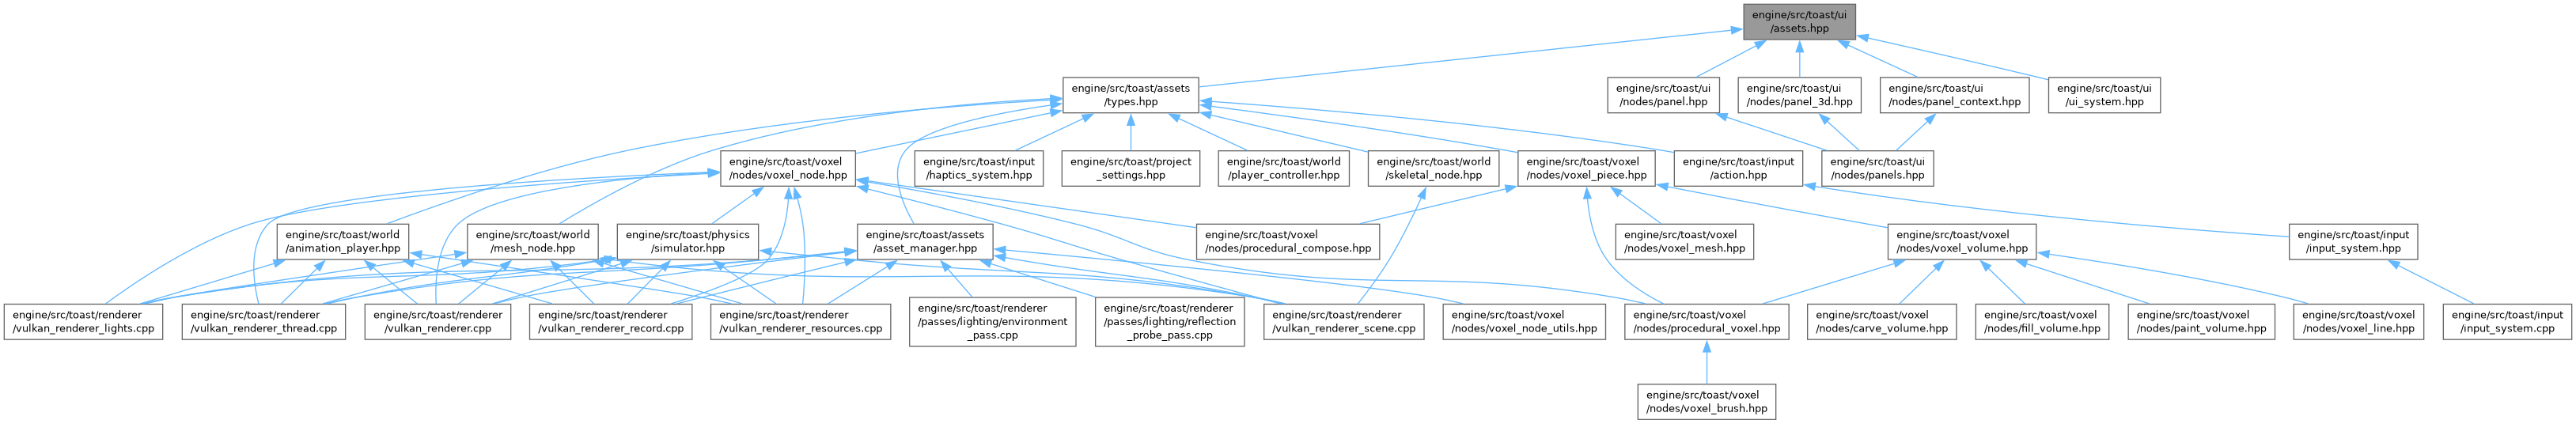 engine/src/toast/ui
/assets.hpp
engine/src/toast/assets
/types.hpp
engine/src/toast/ui
/nodes/panel.hpp
engine/src/toast/ui
/nodes/panel_3d.hpp
engine/src/toast/ui
/nodes/panel_context.hpp
engine/src/toast/ui
/ui_system.hpp
engine/src/toast/voxel
/nodes/voxel_node.hpp
engine/src/toast/input
/haptics_system.hpp
engine/src/toast/project
_settings.hpp
engine/src/toast/world
/player_controller.hpp
engine/src/toast/world
/skeletal_node.hpp
engine/src/toast/voxel
/nodes/voxel_piece.hpp
engine/src/toast/input
/action.hpp
engine/src/toast/ui
/nodes/panels.hpp
engine/src/toast/world
/animation_player.hpp
engine/src/toast/world
/mesh_node.hpp
engine/src/toast/physics
/simulator.hpp
engine/src/toast/assets
/asset_manager.hpp
engine/src/toast/voxel
/nodes/procedural_compose.hpp
engine/src/toast/voxel
/nodes/voxel_mesh.hpp
engine/src/toast/voxel
/nodes/voxel_volume.hpp
engine/src/toast/input
/input_system.hpp
engine/src/toast/renderer
/vulkan_renderer_lights.cpp
engine/src/toast/renderer
/vulkan_renderer_thread.cpp
engine/src/toast/renderer
/vulkan_renderer.cpp
engine/src/toast/renderer
/vulkan_renderer_record.cpp
engine/src/toast/renderer
/vulkan_renderer_resources.cpp
engine/src/toast/renderer
/passes/lighting/environment
_pass.cpp
engine/src/toast/renderer
/passes/lighting/reflection
_probe_pass.cpp
engine/src/toast/renderer
/vulkan_renderer_scene.cpp
engine/src/toast/voxel
/nodes/voxel_node_utils.hpp
engine/src/toast/voxel
/nodes/procedural_voxel.hpp
engine/src/toast/voxel
/nodes/carve_volume.hpp
engine/src/toast/voxel
/nodes/fill_volume.hpp
engine/src/toast/voxel
/nodes/paint_volume.hpp
engine/src/toast/voxel
/nodes/voxel_line.hpp
engine/src/toast/input
/input_system.cpp
engine/src/toast/voxel
/nodes/voxel_brush.hpp